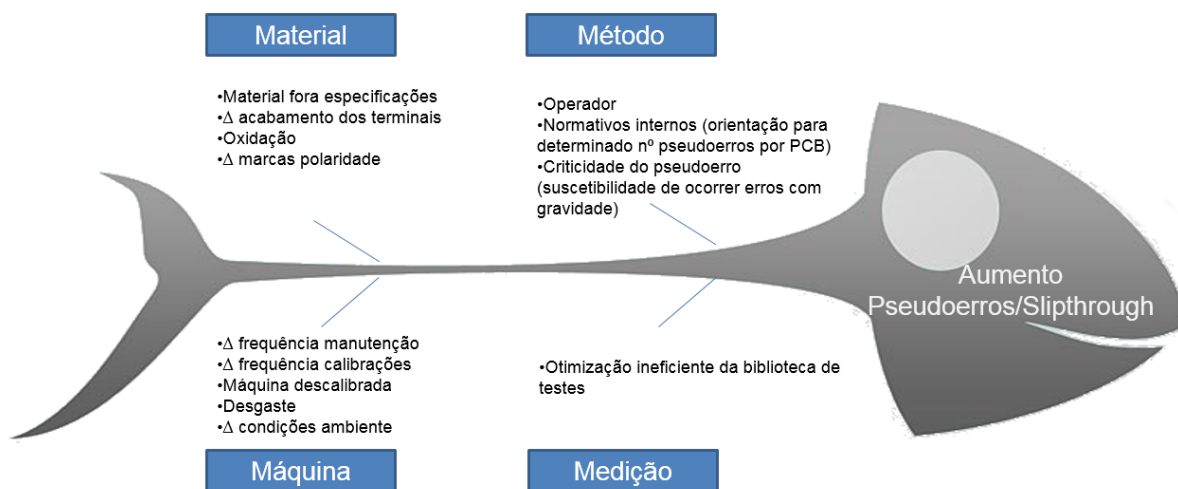 Material
•Material fora especificações
•Δ acabamento dos terminais
•Oxidação
•Δ marcas polaridade
Método
•Operador
•Normativos internos (orientação para
determinado nº pseudoerros por PCB)
•Criticidade do pseudoerro
(suscetibilidade de ocorrer erros com
gravidade)
Aumento
Pseudoerros/Slipthrough
•Δ frequência manutenção
•Δ frequência calibrações
•Máquina descalibrada
•Desgaste
•Δ condições ambiente
Máquina
•Otimização ineficiente da biblioteca de
testes
Medição